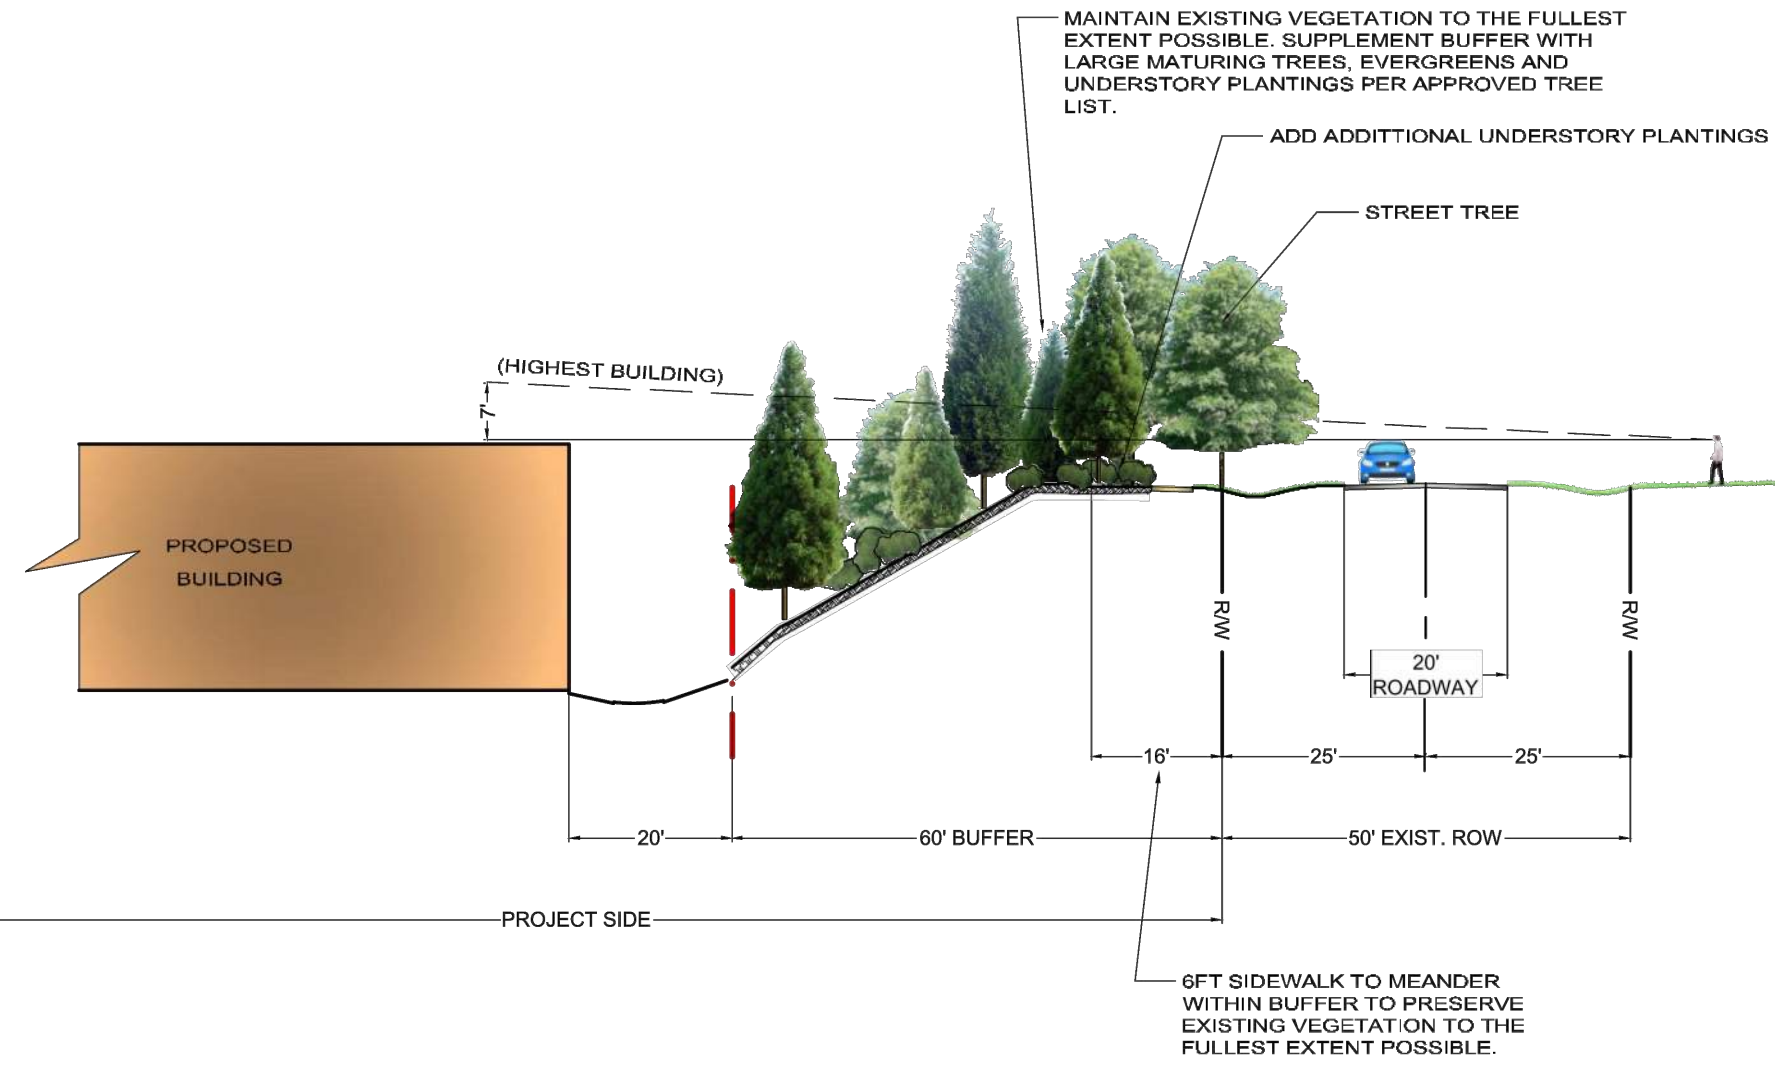 MAINTAIN EXISTING VEGETATION TO THE FULLEST
EXTENT POSSIBLE. SUPPLEMENT BUFFER WITH
LARGE MATURING TREES, EVERGREENS AND
UNDERSTORY PLANTINGS PER APPROVED TREE
LIST.
ADD ADDITTIONAL UNDERSTORY PLANTINGS
STREET TREE
(HIGHEST BUILDING)
7'
PROPOSED
BUILDING
R/W
R/W
20'
ROADWAY
16'
25'
25'
20'
60' BUFFER
50' EXIST. ROW
PROJECT SIDE
6FT SIDEWALK TO MEANDER
WITHIN BUFFER TO PRESERVE
EXISTING VEGETATION TO THE
FULLEST EXTENT POSSIBLE.